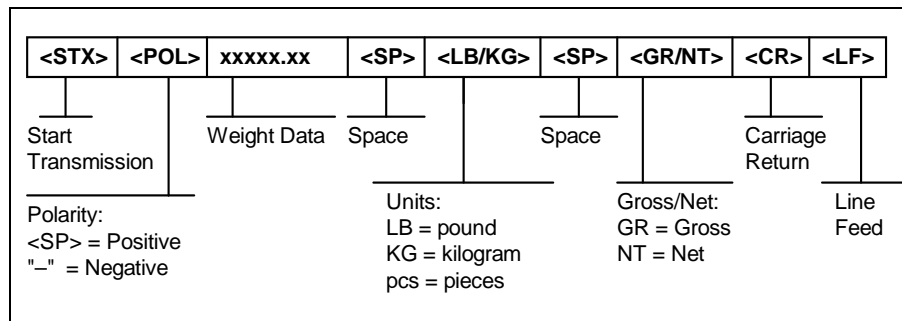 <STX> <POL> xxxxx.xx <SP> <LB/KG> <SP> <GR/NT> <CR> <LF>
Start
Transmission
Weight Data
Space
Space
Carriage
Return
Polarity:
<SP> = Positive
"–" = Negative
Units:
LB = pound
KG = kilogram
pcs = pieces
Gross/Net:
GR = Gross
NT = Net
Line
Feed